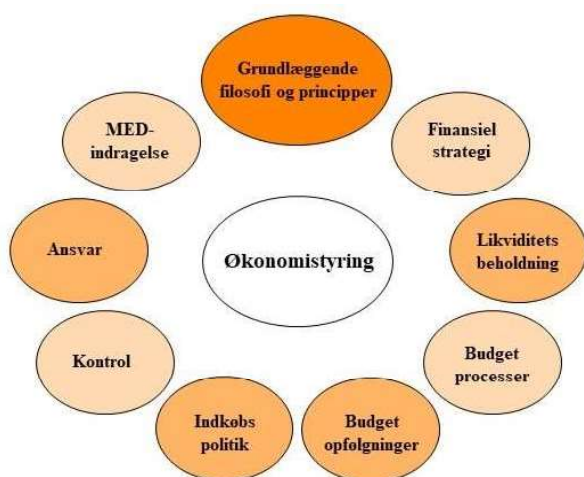 Grundlæggende
filosofi og principper
MED-
indragelse
Finansiel
strategi
Ansvar
Økonomistyring
Likviditets
beholdning
Kontrol
Budget
processer
Indkøbs
politik
Budget
opfølgninger